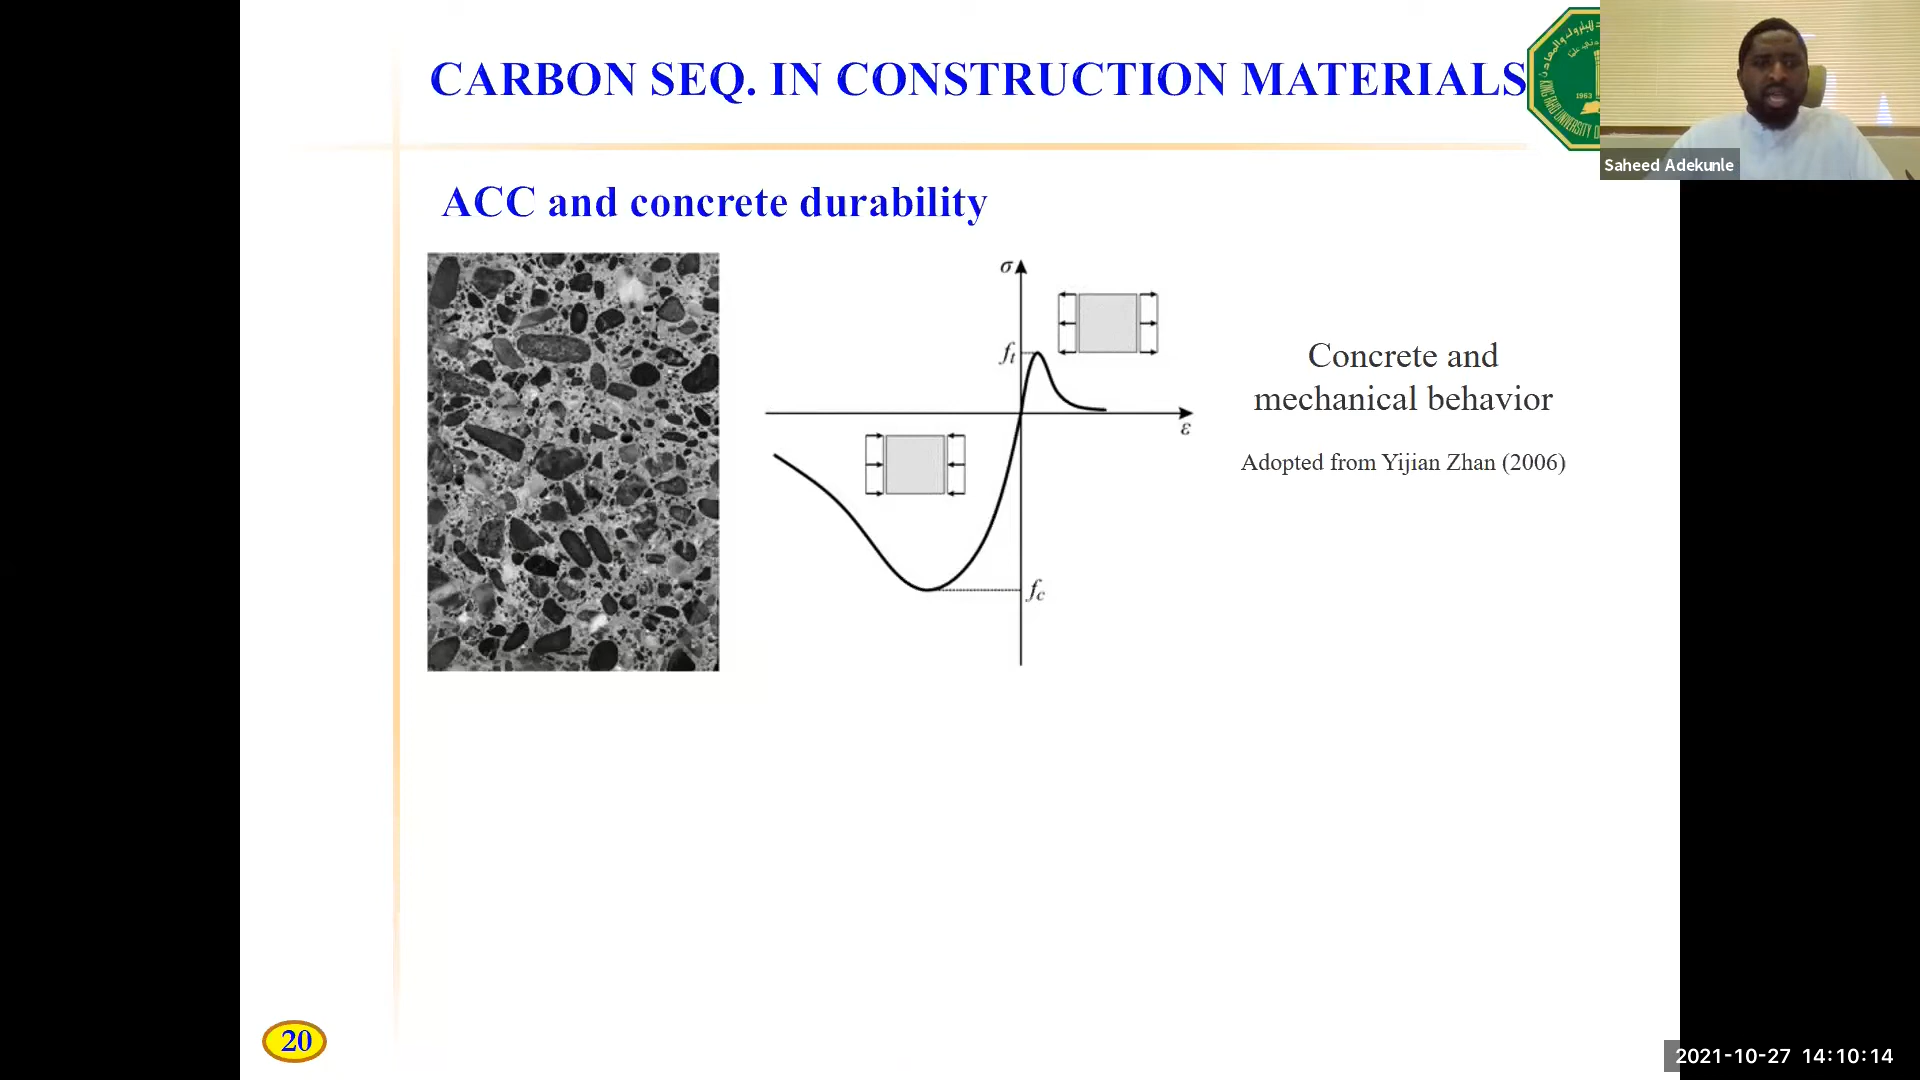 CARBON SEQ. IN CONSTRUCTION MATERIALS
1963
Saheed Adekunle
ACC and concrete durability
σ
fₜ
ε
f꜀
Concrete and
mechanical behavior
Adopted from Yijian Zhan (2006)
20
2021-10-27 14:10:14